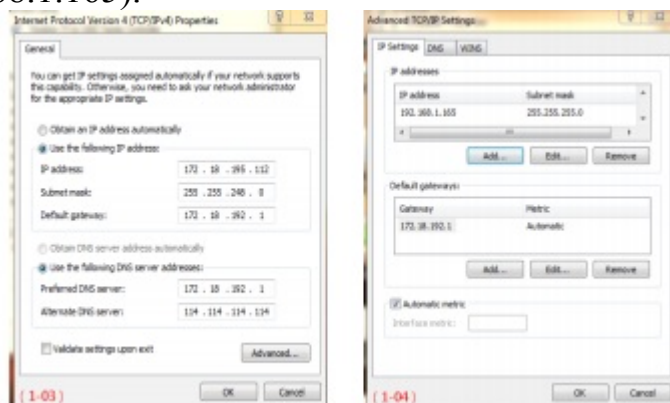 Internet Protocol Version 4 (TCP/IPv4) Properties
General
You can get IP settings assigned automatically if your network supports
this capability. Otherwise, you need to ask your network administrator
for the appropriate IP settings.
Obtain an IP address automatically
Use the following IP address:
IP address: 172 . 18 . 195 . 112
Subnet mask: 255 . 255 . 248 . 0
Default gateway: 172 . 18 . 192 . 1
Obtain DNS server address automatically
Use the following DNS server addresses:
Preferred DNS server: 172 . 18 . 192 . 1
Alternate DNS server: 114 . 114 . 114 . 114
Validate settings upon exit
Advanced...
OK Cancel
(1-03)
Advanced TCP/IP Settings
IP Settings DNS WINS
IP addresses
IP address Subnet mask
192.168.1.165 255.255.255.0
Add... Edit... Remove
Default gateways:
Gateway Metric
172.18.192.1 Automatic
Add... Edit... Remove
Automatic metric
Interface metric:
OK Cancel
(1-04)